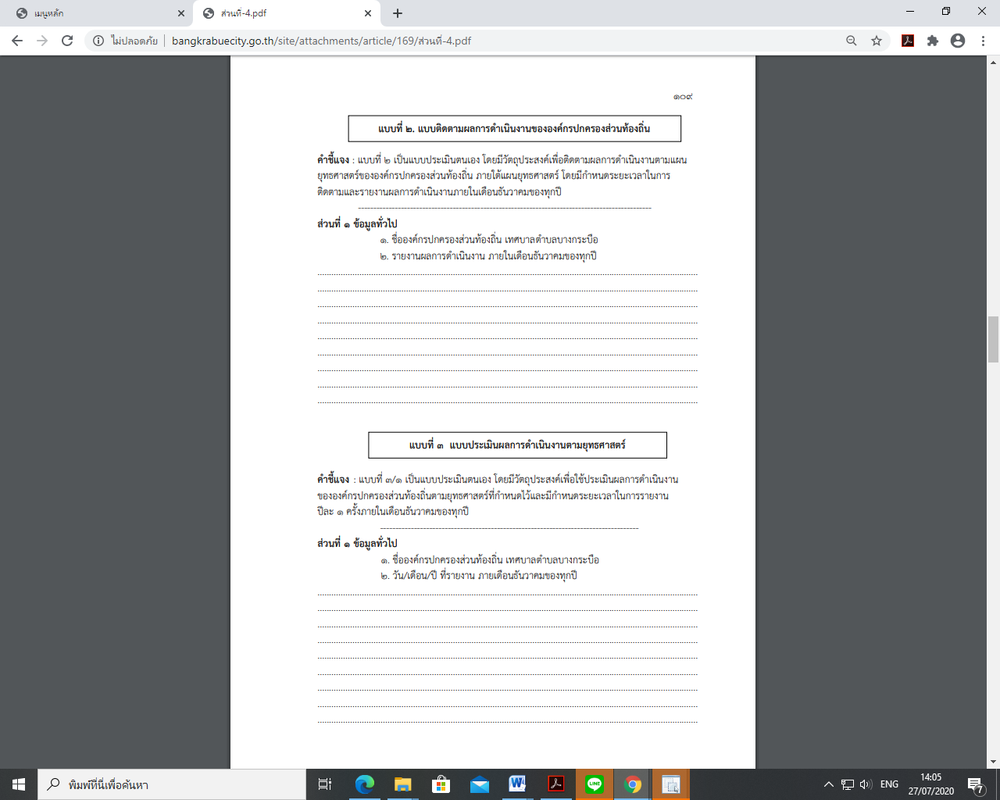 เมนูหลัก
ส่วนที่-4.pdf
ไม่ปลอดภัย
bangkrabuecity.go.th/site/attachments/article/169/ส่วนที่-4.pdf
๑๐๙
แบบที่ ๒. แบบติดตามผลการดำเนินงานขององค์กรปกครองส่วนท้องถิ่น
คำชี้แจง : แบบที่ ๒ เป็นแบบประเมินตนเอง โดยมีวัตถุประสงค์เพื่อติดตามผลการดำเนินงานตามแผน
ยุทธศาสตร์ขององค์กรปกครองส่วนท้องถิ่น ภายใต้แผนยุทธศาสตร์ โดยมีกำหนดระยะเวลาในการ
ติดตามและรายงานผลการดำเนินงานภายในเดือนธันวาคมของทุกปี
ส่วนที่ ๑ ข้อมูลทั่วไป
๑. ชื่อองค์กรปกครองส่วนท้องถิ่น เทศบาลตำบลบางกระบือ
๒. รายงานผลการดำเนินงาน ภายในเดือนธันวาคมของทุกปี
แบบที่ ๓ แบบประเมินผลการดำเนินงานตามยุทธศาสตร์
คำชี้แจง : แบบที่ ๓/๑ เป็นแบบประเมินตนเอง โดยมีวัตถุประสงค์เพื่อใช้ประเมินผลการดำเนินงาน
ขององค์กรปกครองส่วนท้องถิ่นตามยุทธศาสตร์ที่กำหนดไว้และมีกำหนดระยะเวลาในการรายงาน
ปีละ ๑ ครั้งภายในเดือนธันวาคมของทุกปี
ส่วนที่ ๑ ข้อมูลทั่วไป
๑. ชื่อองค์กรปกครองส่วนท้องถิ่น เทศบาลตำบลบางกระบือ
๒. วัน/เดือน/ปี ที่รายงาน ภายเดือนธันวาคมของทุกปี
พิมพ์ที่นี่เพื่อค้นหา
LINE
ENG
14:05
27/07/2020
7